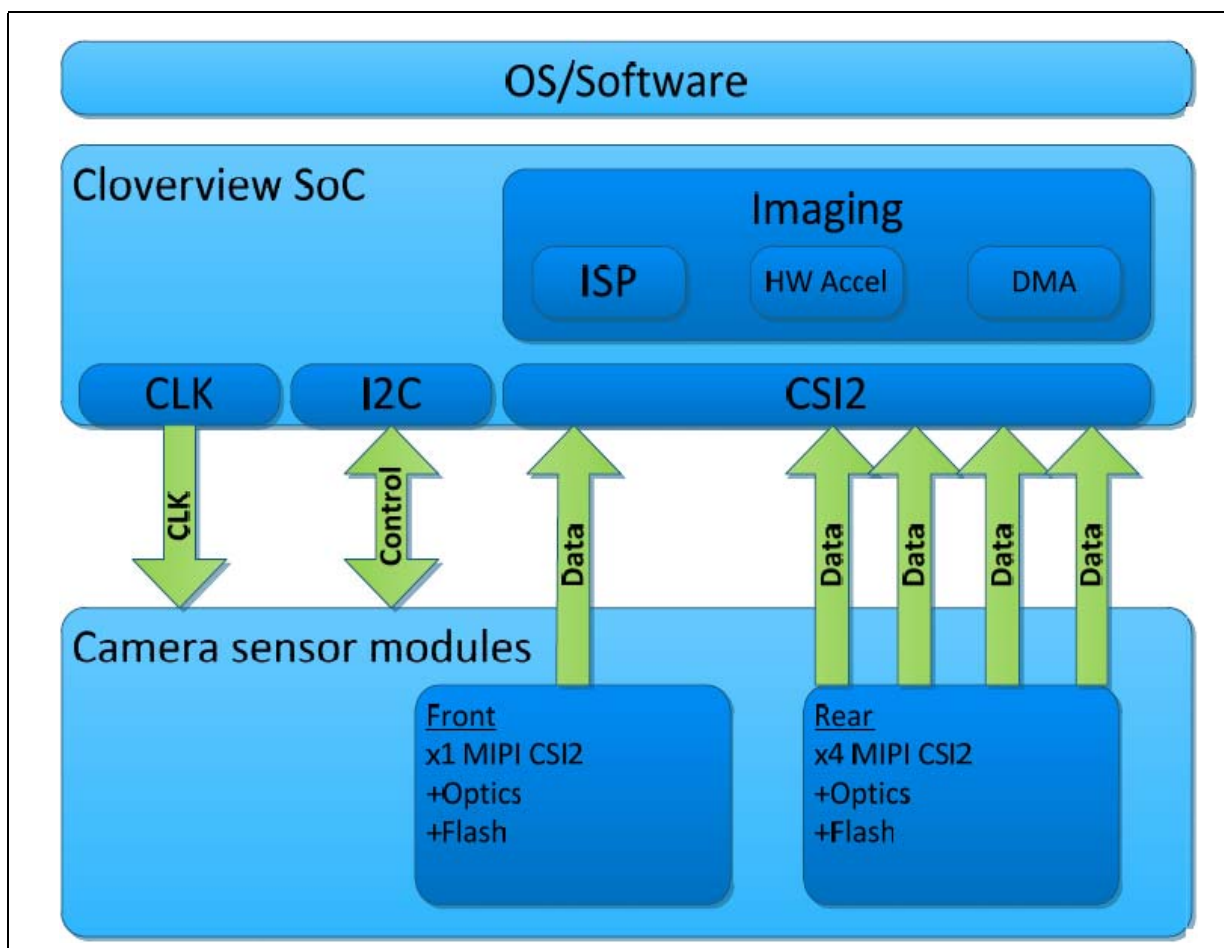 OS/Software
Cloverview SoC
Imaging
ISP
HW Accel
DMA
CLK
I2C
CSI2
CLK
Control
Data
Data
Data
Data
Data
Camera sensor modules
Front
x1 MIPI CSI2
+Optics
+Flash
Rear
x4 MIPI CSI2
+Optics
+Flash